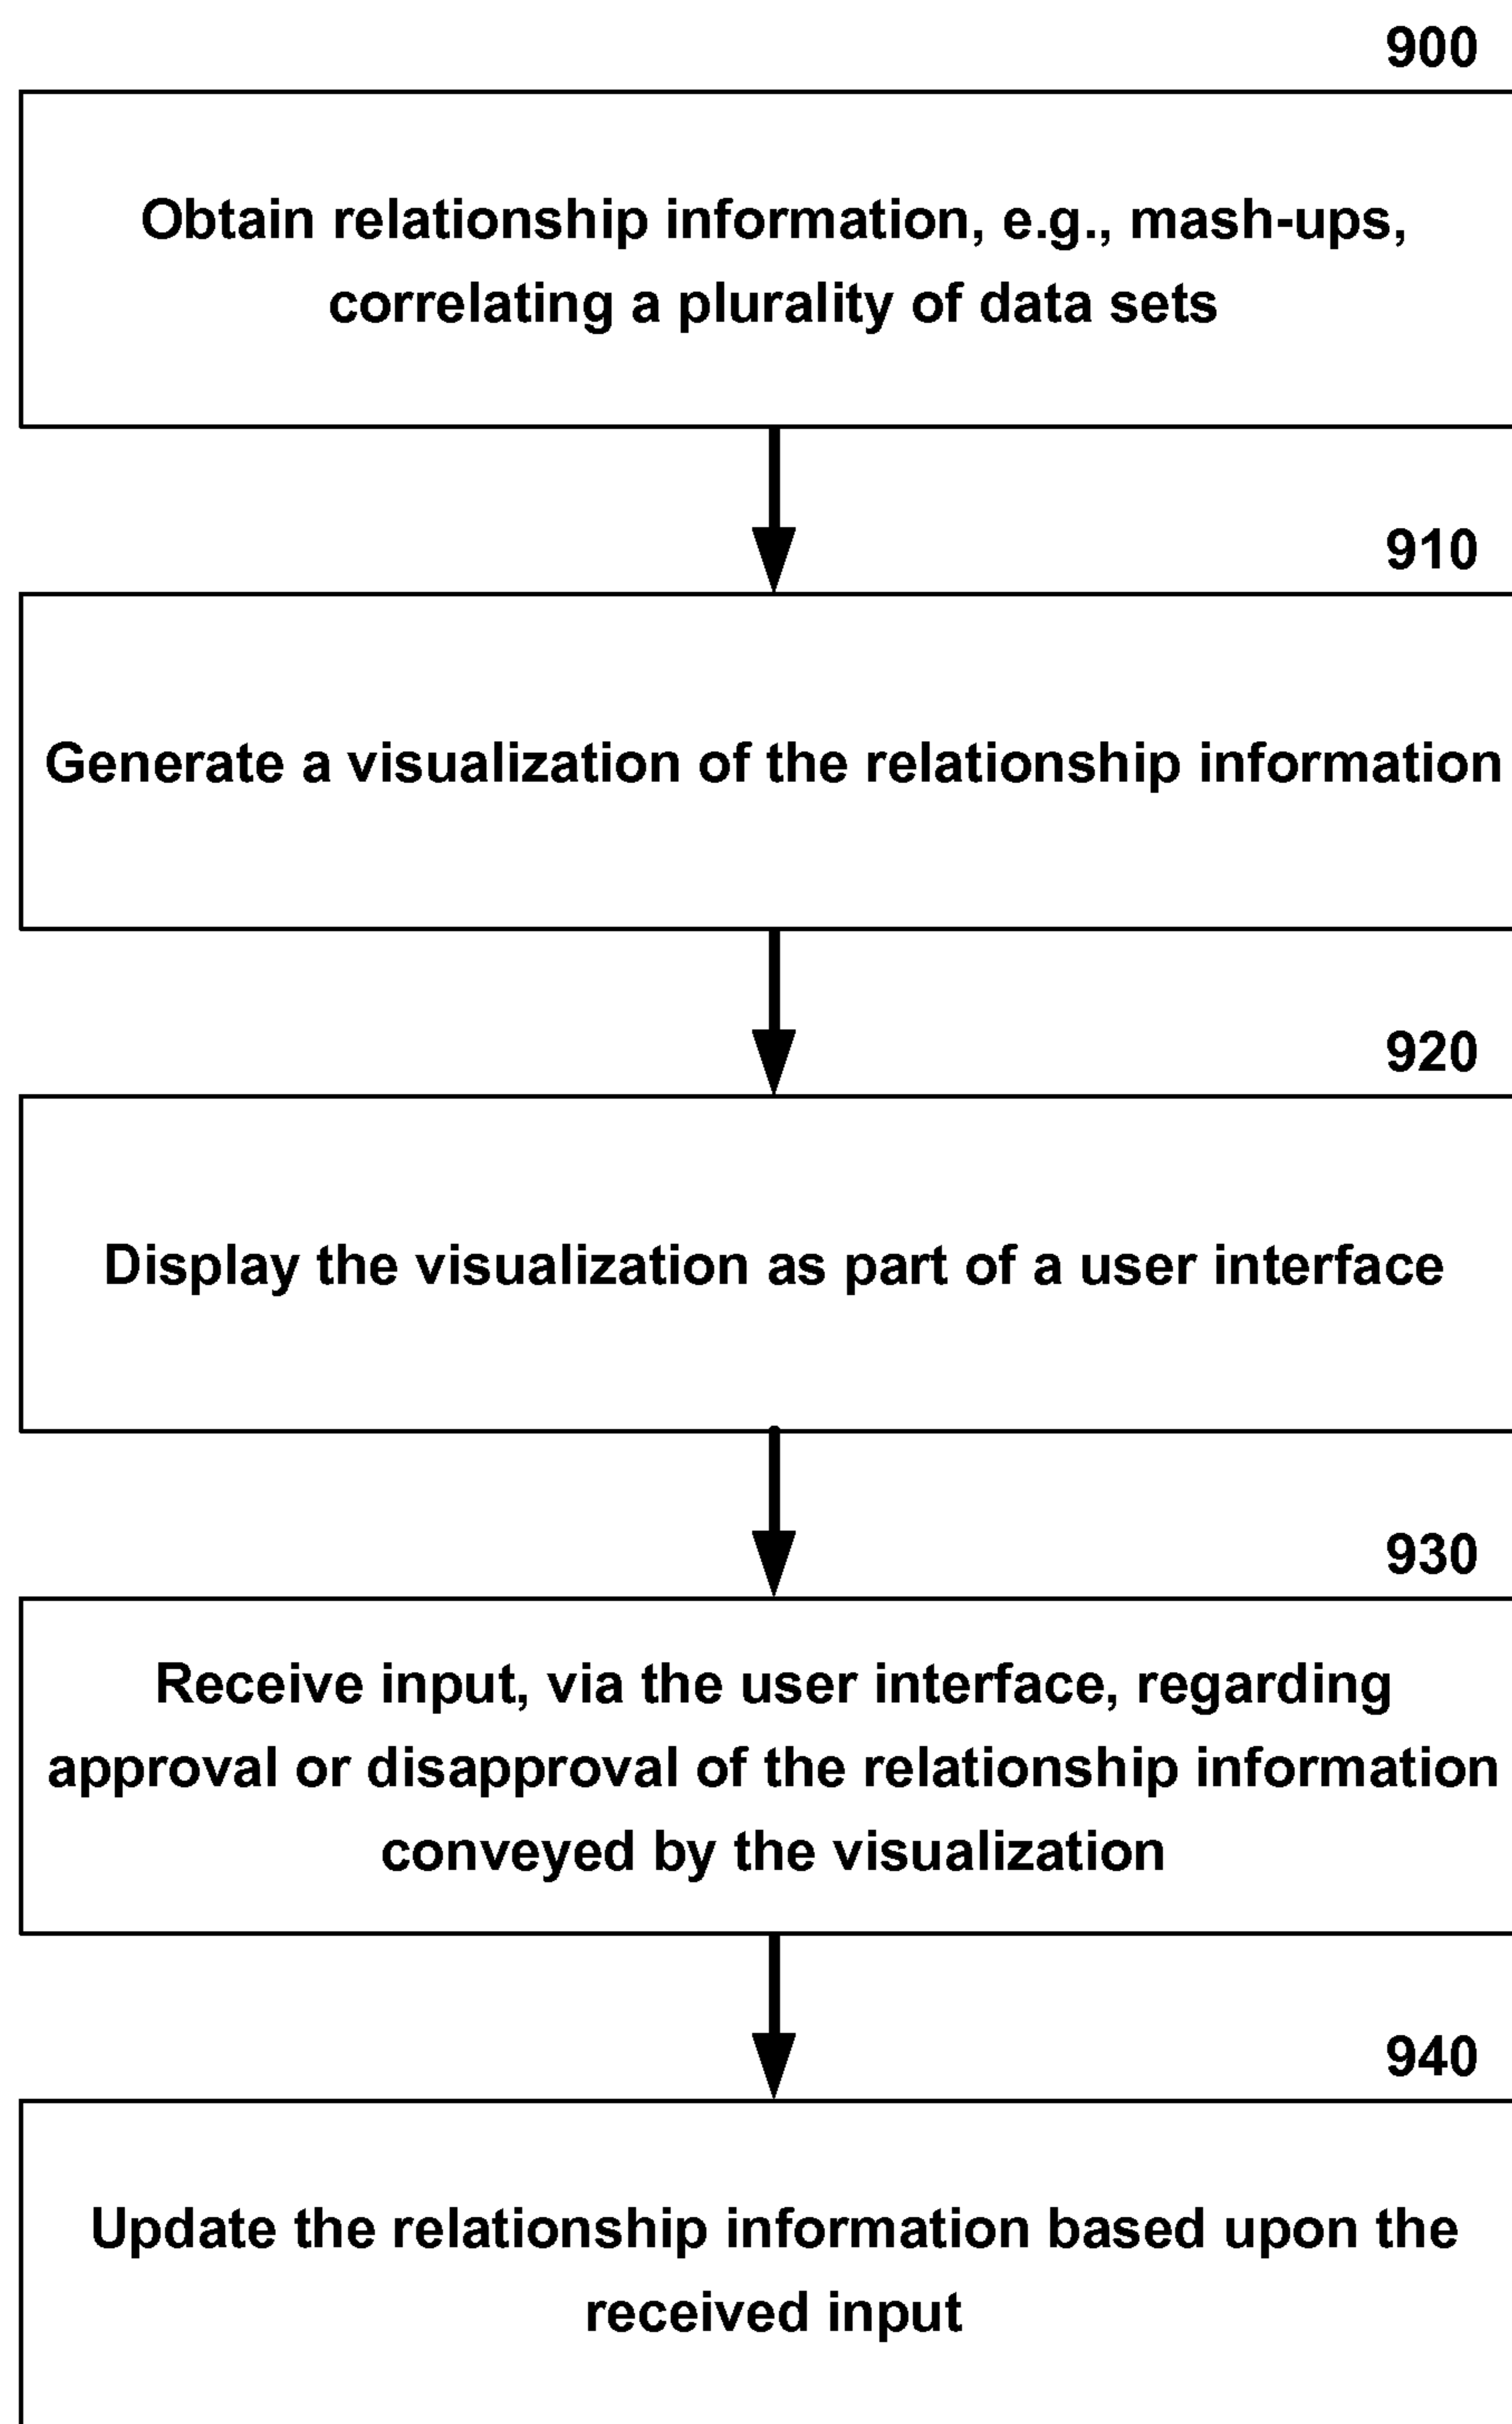 900
Obtain relationship information, e.g., mash-ups,
correlating a plurality of data sets
910
Generate a visualization of the relationship information
920
Display the visualization as part of a user interface
930
Receive input, via the user interface, regarding
approval or disapproval of the relationship information
conveyed by the visualization
940
Update the relationship information based upon the
received input